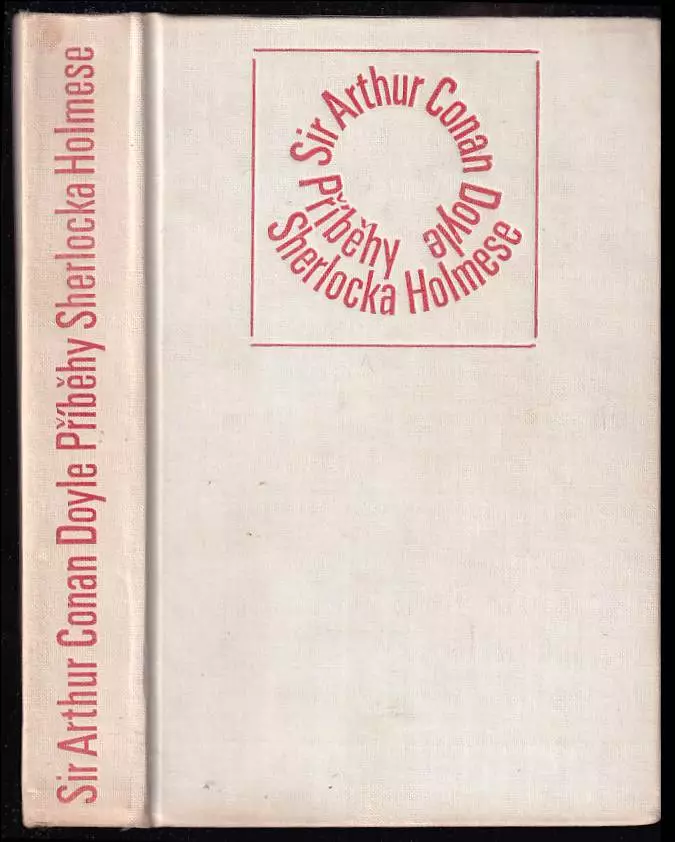 Sir Arthur Conan Doyle Příběhy Sherlocka Holmese
Sir Arthur Conan Doyle
Příběhy
Sherlocka Holmese